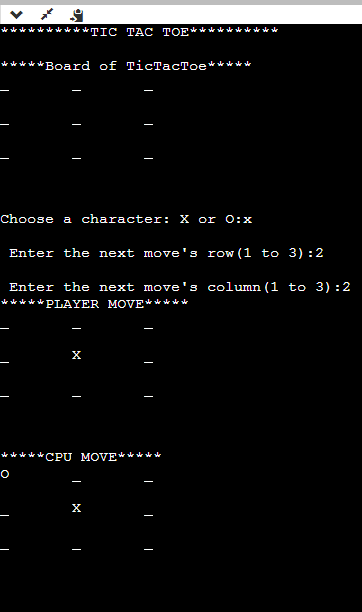 **********TIC TAC TOE**********
*****Board of TicTacToe*****
_ _ _
_ _ _
_ _ _
Choose a character: X or O:x
Enter the next move's row(1 to 3):2
Enter the next move's column(1 to 3):2
*****PLAYER MOVE*****
_ _ _
_ X _
_ _ _
*****CPU MOVE*****
O _ _
_ X _
_ _ _